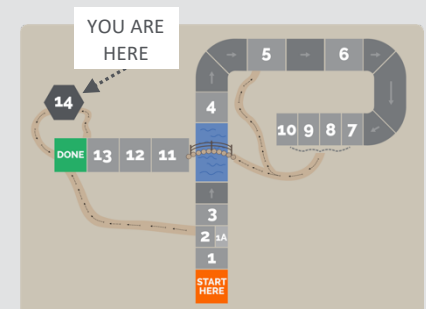 YOU ARE
HERE
14
5
6
4
10 9 8 7
DONE 13 12 11
3
2 1A
1
START
HERE